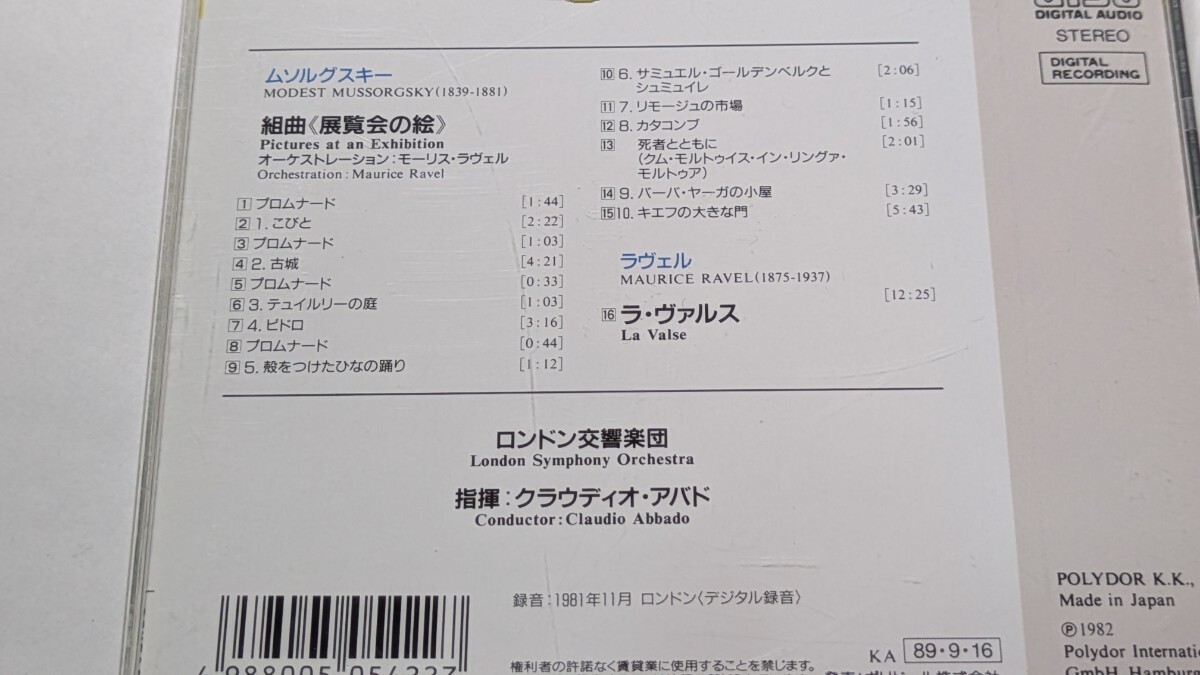 ムソルグスキー
MODEST MUSSORGSKY(1839-1881)
組曲《展覧会の絵》
Pictures at an Exhibition
オーケストレーション:モーリス・ラヴェル
Orchestration:Maurice Ravel
1 プロムナード [1:44]
2 1. こびと [2:22]
3 プロムナード [1:03]
4 2. 古城 [4:21]
5 プロムナード [0:33]
6 3. テュイルリーの庭 [1:03]
7 4. ビドロ [3:16]
8 プロムナード [0:44]
9 5. 殻をつけたひなの踊り [1:12]
10 6. サミュエル・ゴールデンベルクと [2:06]
シュミュイレ
11 7. リモージュの市場 [1:15]
12 8. カタコンブ [1:56]
13 死者とともに [2:01]
(クム・モルトゥイス・イン・リングァ・
モルトゥア)
14 9. バーバ・ヤーガの小屋 [3:29]
15 10. キエフの大きな門 [5:43]
ラヴェル
MAURICE RAVEL(1875-1937)
[12:25]
16 ラ・ヴァルス
La Valse
ロンドン交響楽団
London Symphony Orchestra
指揮:クラウディオ・アバド
Conductor:Claudio Abbado
録音:1981年11月 ロンドン〈デジタル録音〉
権利者の許諾なく賃貸業に使用することを禁じます。
KA 89・9・16
DIGITAL AUDIO
STEREO
DIGITAL
RECORDING
POLYDOR K.K.,
Made in Japan
Ⓟ1982
Polydor Internati
GmbH, Hamburg